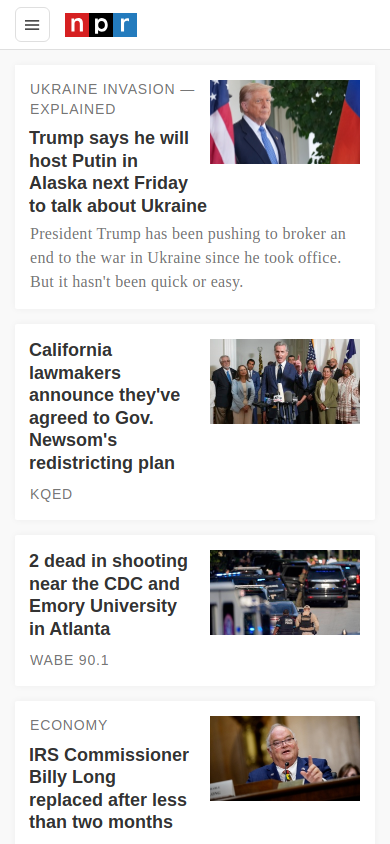 npr
UKRAINE INVASION —
EXPLAINED
Trump says he will
host Putin in
Alaska next Friday
to talk about Ukraine
President Trump has been pushing to broker an
end to the war in Ukraine since he took office.
But it hasn't been quick or easy.
California
lawmakers
announce they've
agreed to Gov.
Newsom's
redistricting plan
KQED
2 dead in shooting
near the CDC and
Emory University
in Atlanta
WABE 90.1
ECONOMY
IRS Commissioner
Billy Long
replaced after less
than two months